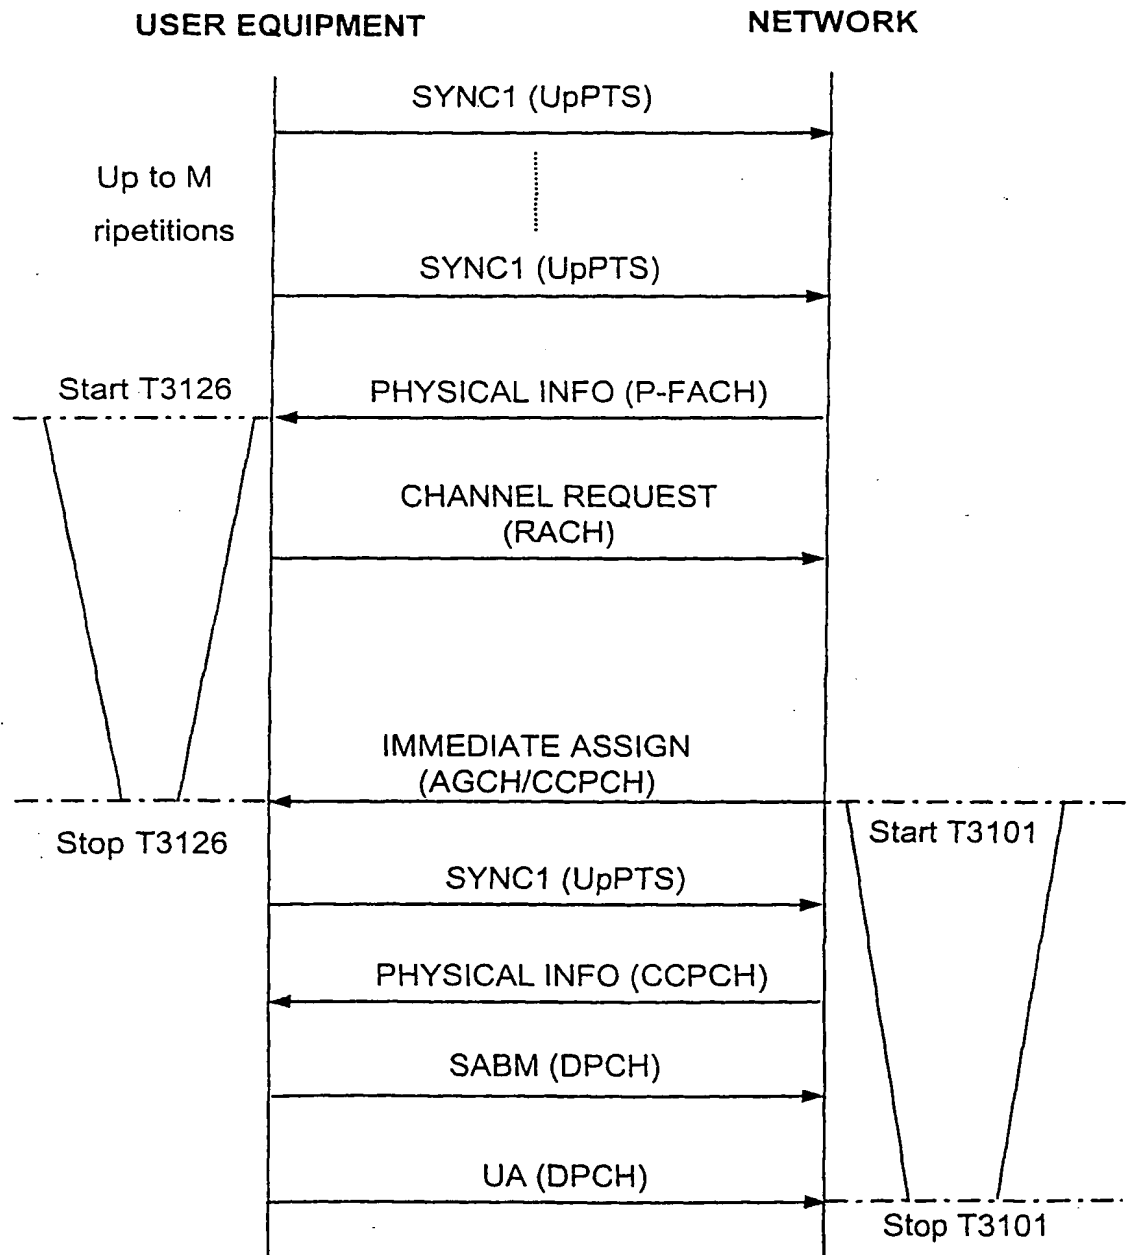 USER EQUIPMENT
NETWORK
SYNC1 (UpPTS)
Up to M
ripetitions
SYNC1 (UpPTS)
Start T3126
PHYSICAL INFO (P-FACH)
CHANNEL REQUEST
(RACH)
IMMEDIATE ASSIGN
(AGCH/CCPCH)
Stop T3126
Start T3101
SYNC1 (UpPTS)
PHYSICAL INFO (CCPCH)
SABM (DPCH)
UA (DPCH)
Stop T3101